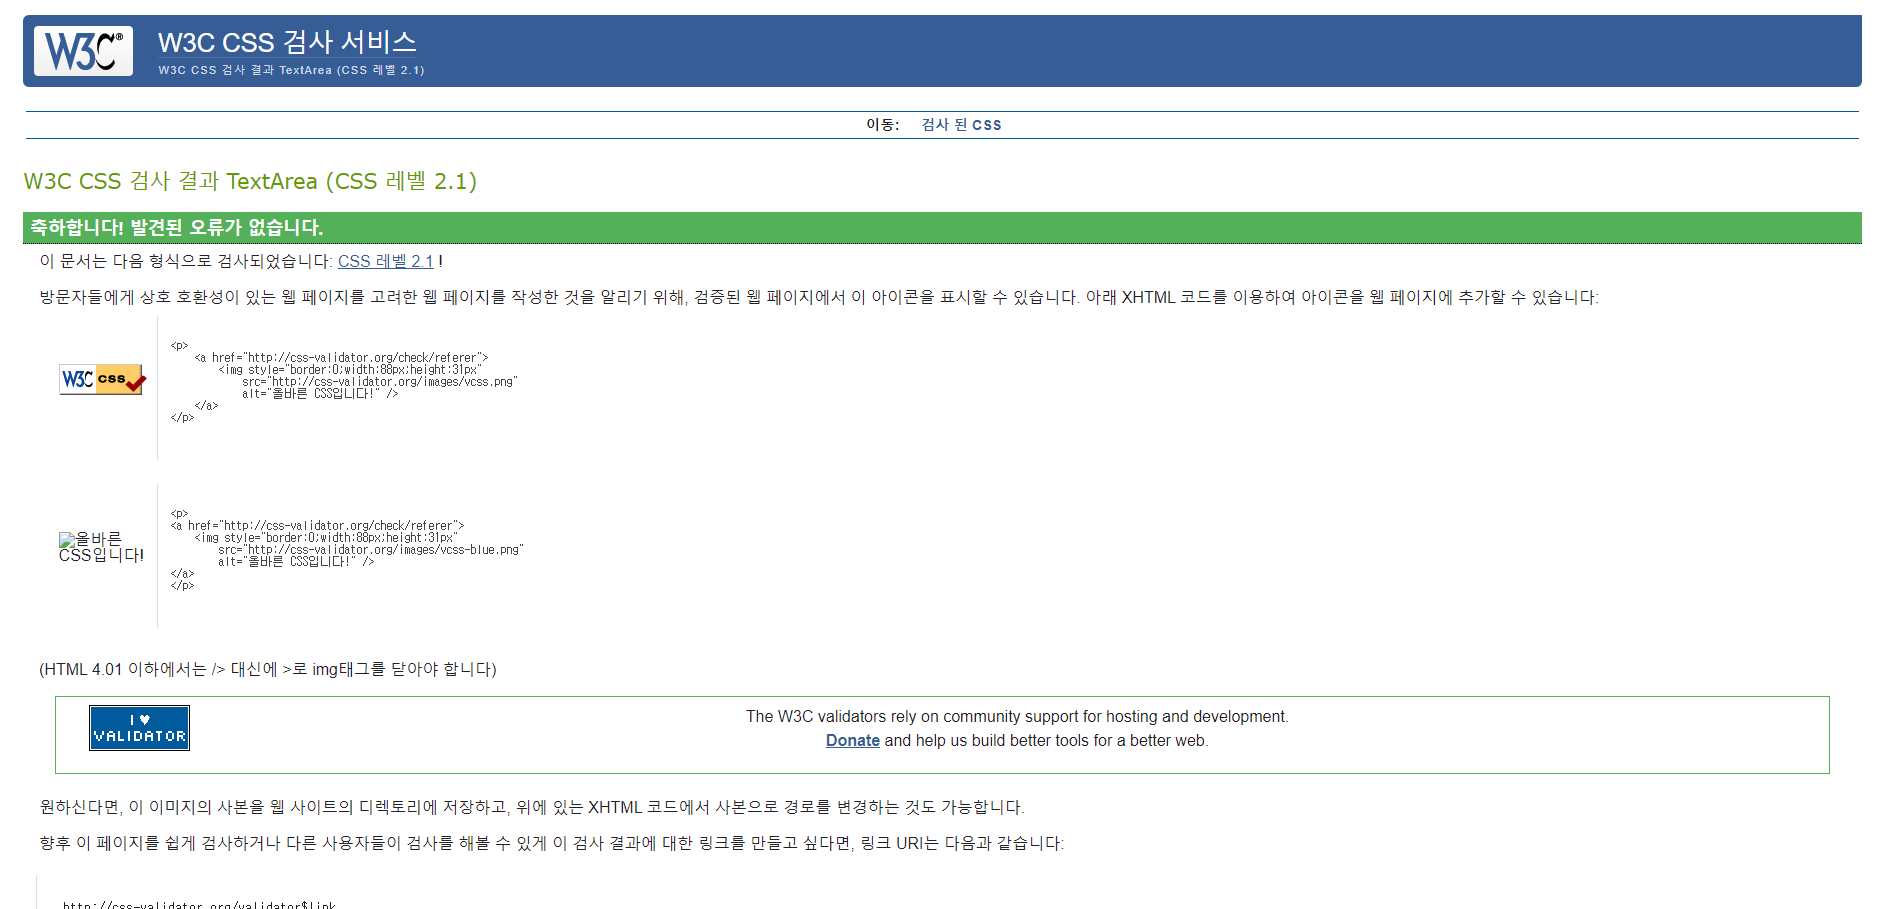 W3C®
W3C CSS 검사 서비스
W3C CSS 검사 결과 TextArea (CSS 레벨 2.1)
이동: 검사 된 CSS
W3C CSS 검사 결과 TextArea (CSS 레벨 2.1)
축하합니다! 발견된 오류가 없습니다.
이 문서는 다음 형식으로 검사되었습니다: CSS 레벨 2.1 !
방문자들에게 상호 호환성이 있는 웹 페이지를 고려한 웹 페이지를 작성한 것을 알리기 위해, 검증된 웹 페이지에서 이 아이콘을 표시할 수 있습니다. 아래 XHTML 코드를 이용하여 아이콘을 웹 페이지에 추가할 수 있습니다:
W3C css
<p>
<a href="http://css-validator.org/check/referer">
<img style="border:0;width:88px;height:31px"
src="http://css-validator.org/images/vcss.png"
alt="올바른 CSS입니다!" />
</a>
</p>
올바른
CSS입니다!
<p>
<a href="http://css-validator.org/check/referer">
<img style="border:0;width:88px;height:31px"
src="http://css-validator.org/images/vcss-blue.png"
alt="올바른 CSS입니다!" />
</a>
</p>
(HTML 4.01 이하에서는 /> 대신에 >로 img태그를 닫아야 합니다)
I ♥
VALIDATOR
The W3C validators rely on community support for hosting and development.
Donate and help us build better tools for a better web.
원하신다면, 이 이미지의 사본을 웹 사이트의 디렉토리에 저장하고, 위에 있는 XHTML 코드에서 사본으로 경로를 변경하는 것도 가능합니다.
향후 이 페이지를 쉽게 검사하거나 다른 사용자들이 검사를 해볼 수 있게 이 검사 결과에 대한 링크를 만들고 싶다면, 링크 URI는 다음과 같습니다:
http://css-validator.org/validator$link